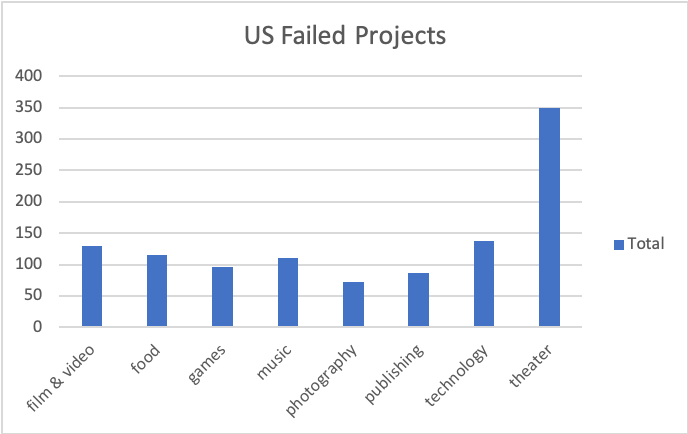 US Failed Projects
400
350
300
250
200
150
100
50
0
film & video
food
games
music
photography
publishing
technology
theater
Total